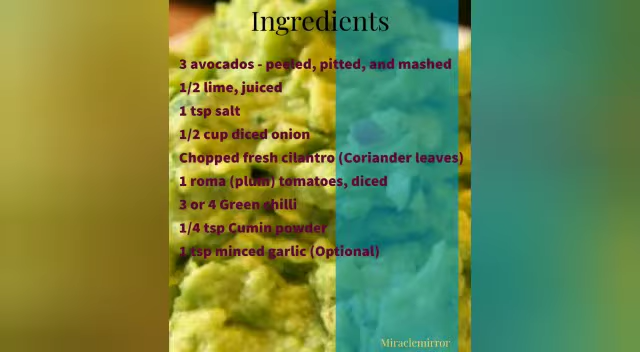 Ingredients
3 avocados - peeled, pitted, and mashed
1/2 lime, juiced
1 tsp salt
1/2 cup diced onion
Chopped fresh cilantro (Coriander leaves)
1 roma (plum) tomatoes, diced
3 or 4 Green chilli
1/4 tsp Cumin powder
1 tsp minced garlic (Optional)
Miraclemirror